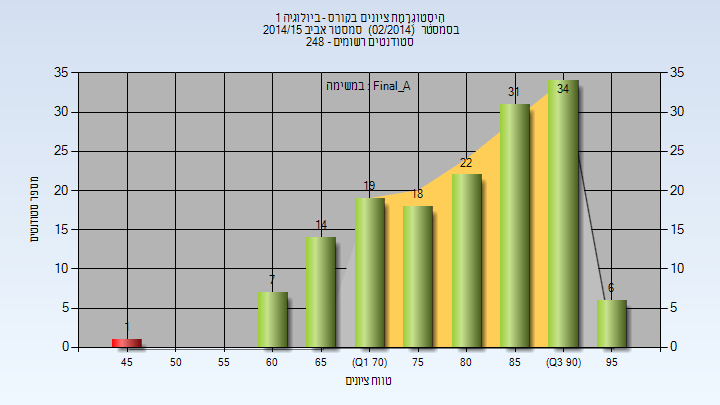 היסטוגרמת ציונים בקורס - ביולוגיה 1
בסמסטר (02/2014) סמסטר אביב 2014/15
סטודנטים רשומים - 248
במשימה : Final_A
35 35
30 30
25 25
20 20
15 15
10 10
5 5
0 0
מספר סטודנטים
1 7 14 19 18 22 31 34 6
45 50 55 60 65 (Q1 70) 75 80 85 (Q3 90) 95
טווח ציונים